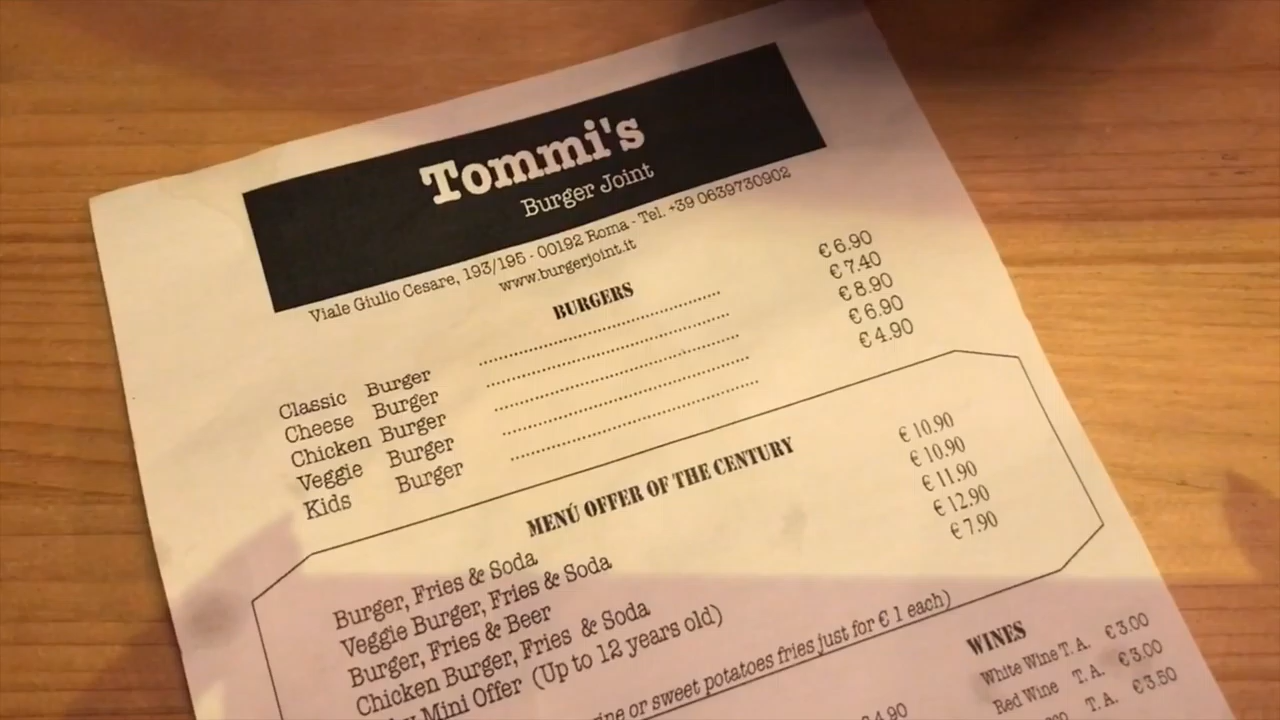 Tommi's
Burger Joint
Viale Giulio Cesare, 193/195 - 00192 Roma - Tel. +39 0639730902
www.burgerjoint.it
BURGERS
Classic Burger ........................ € 6.90
Cheese Burger ........................ € 7.40
Chicken Burger ........................ € 8.90
Veggie Burger ........................ € 6.90
Kids Burger ........................ € 4.90
MENÚ OFFER OF THE CENTURY
Burger, Fries & Soda € 10.90
Veggie Burger, Fries & Soda € 10.90
Burger, Fries & Beer € 11.90
Chicken Burger, Fries & Soda € 12.90
Mini Offer (Up to 12 years old) € 7.90
or sweet potatoes fries just for € 1 each)
WINES
White Wine T. A. € 3.00
Red Wine T. A. € 3.00
T. A. € 3.50
4.90